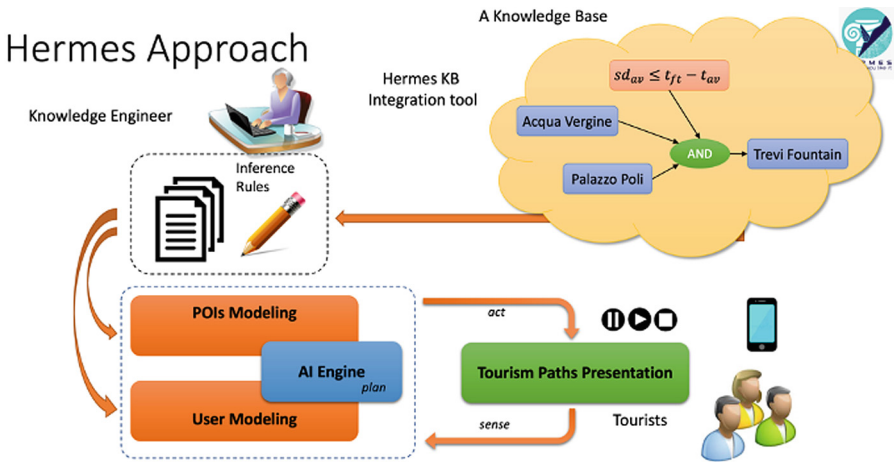 A Knowledge Base
Hermes Approach
Hermes KB
Integration tool
Knowledge Engineer
sd_av ≤ t_ft − t_av
Acqua Vergine
AND
Trevi Fountain
Palazzo Poli
Inference
Rules
POIs Modeling
act
AI Engine
plan
Tourism Paths Presentation
User Modeling
sense
Tourists